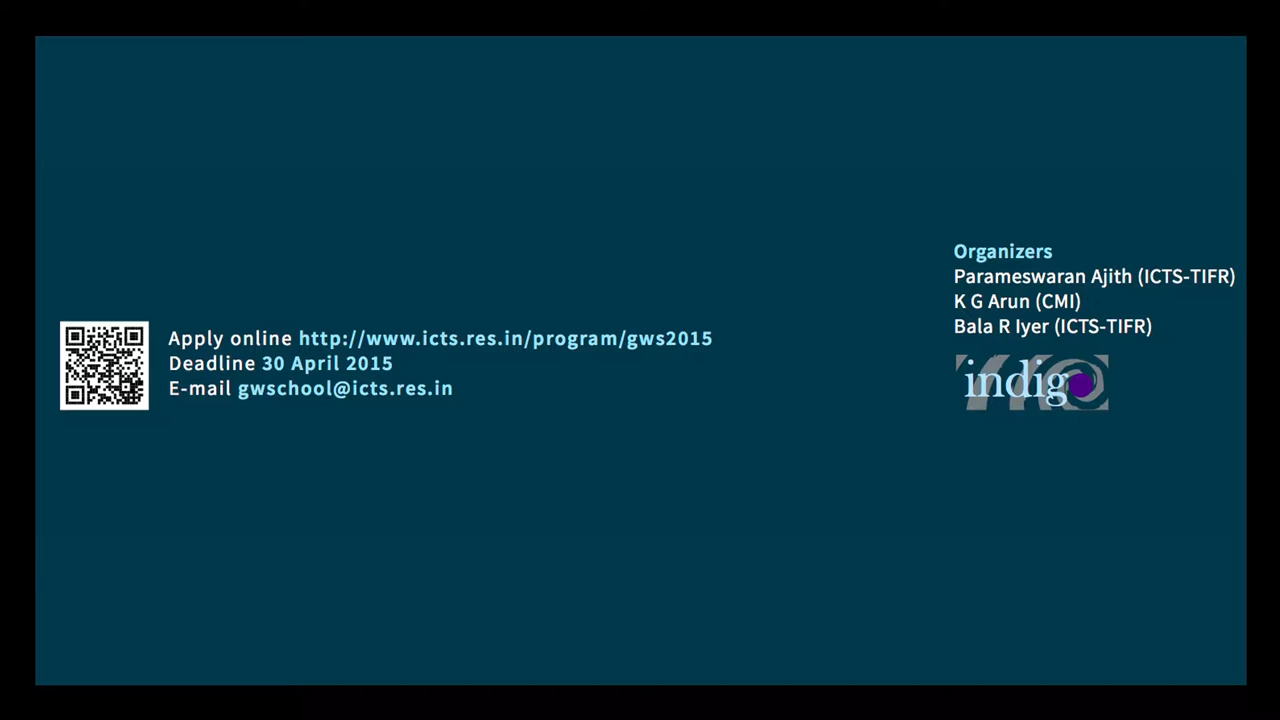 Apply online http://www.icts.res.in/program/gws2015
Deadline 30 April 2015
E-mail gwschool@icts.res.in
Organizers
Parameswaran Ajith (ICTS-TIFR)
K G Arun (CMI)
Bala R Iyer (ICTS-TIFR)
indigo